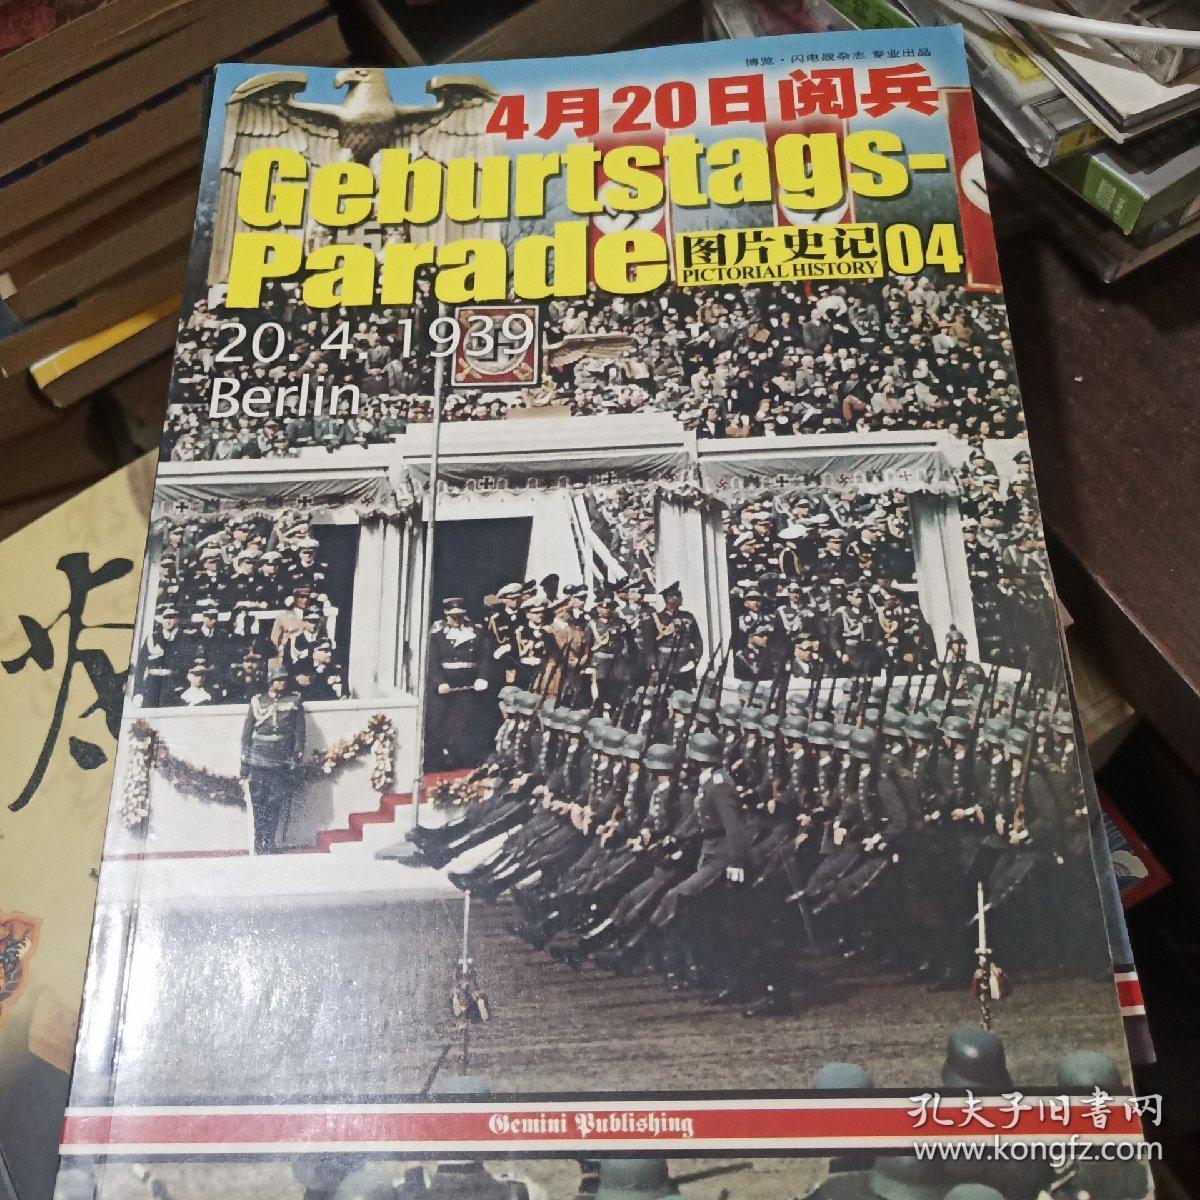 博览·闪电战杂志 专业出品
4月20日阅兵
Geburtstags-
Parade
图片史记 04
PICTORIAL HISTORY
20. 4. 1939
Berlin
Gemini Publishing
孔夫子旧书网
www.kongfz.com